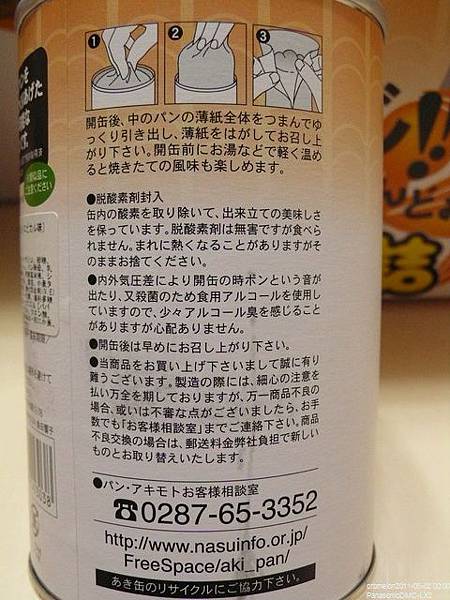 1 2 3
開缶後、中のパンの薄紙全体をつまんでゆ
っくり引き出し、薄紙をはがしてお召し上
がり下さい。開缶前にお湯などで軽く温め
ると焼きたての風味も楽しめます。
●脱酸素剤封入
缶内の酸素を取り除いて、出来立ての美味しさ
を保っています。脱酸素剤は無害ですが食べら
れません。まれに熱くなることがありますがそ
のままお捨てください。
●内外気圧差により開缶の時ポンという音が
出たり、又殺菌のため食用アルコールを使用し
ていますので、少々アルコール臭を感じること
がありますが心配ありません。
●開缶後は早めにお召し上がり下さい。
●当商品をお買い上げ下さいまして誠に有り
難うございます。製造の際には、細心の注意を
払い万全を期しておりますが、万一商品不良の
場合、或いは不審な点がございましたら、お手
数でも「お客様相談室」までご連絡下さい。商品
不良交換の場合は、郵送料金弊社負担で新しい
ものとお取り替えいたします。
●パン・アキモトお客様相談室
☎0287-65-3352
http://www.nasuinfo.or.jp/
FreeSpace/aki_pan/
あき缶のリサイクルにご協力下さい。